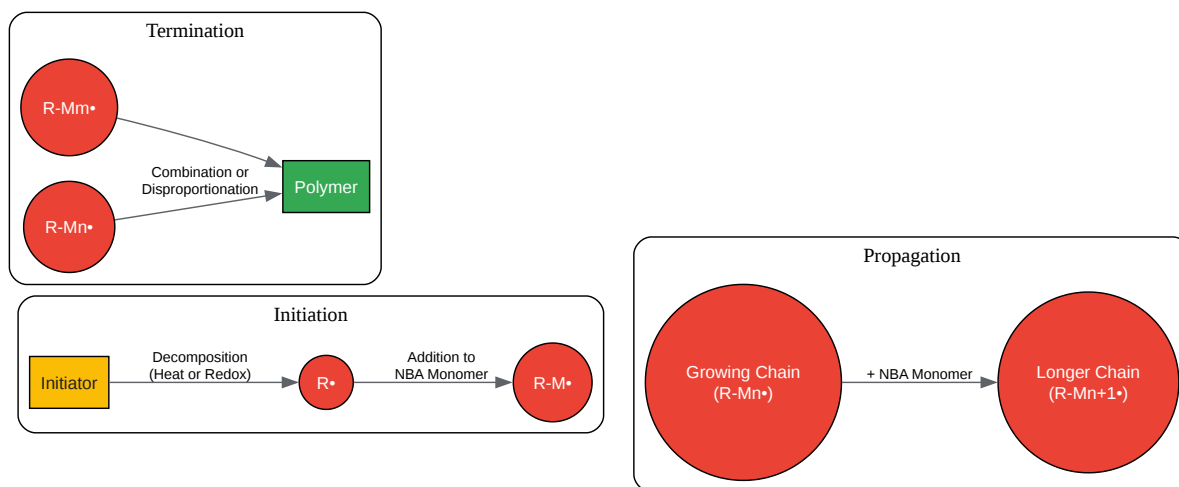 Termination
R-Mm•
Combination or
Disproportionation
Polymer
R-Mn•
Initiation
Initiator
Decomposition
(Heat or Redox)
R•
Addition to
NBA Monomer
R-M•
Propagation
Growing Chain
(R-Mn•)
+ NBA Monomer
Longer Chain
(R-Mn+1•)